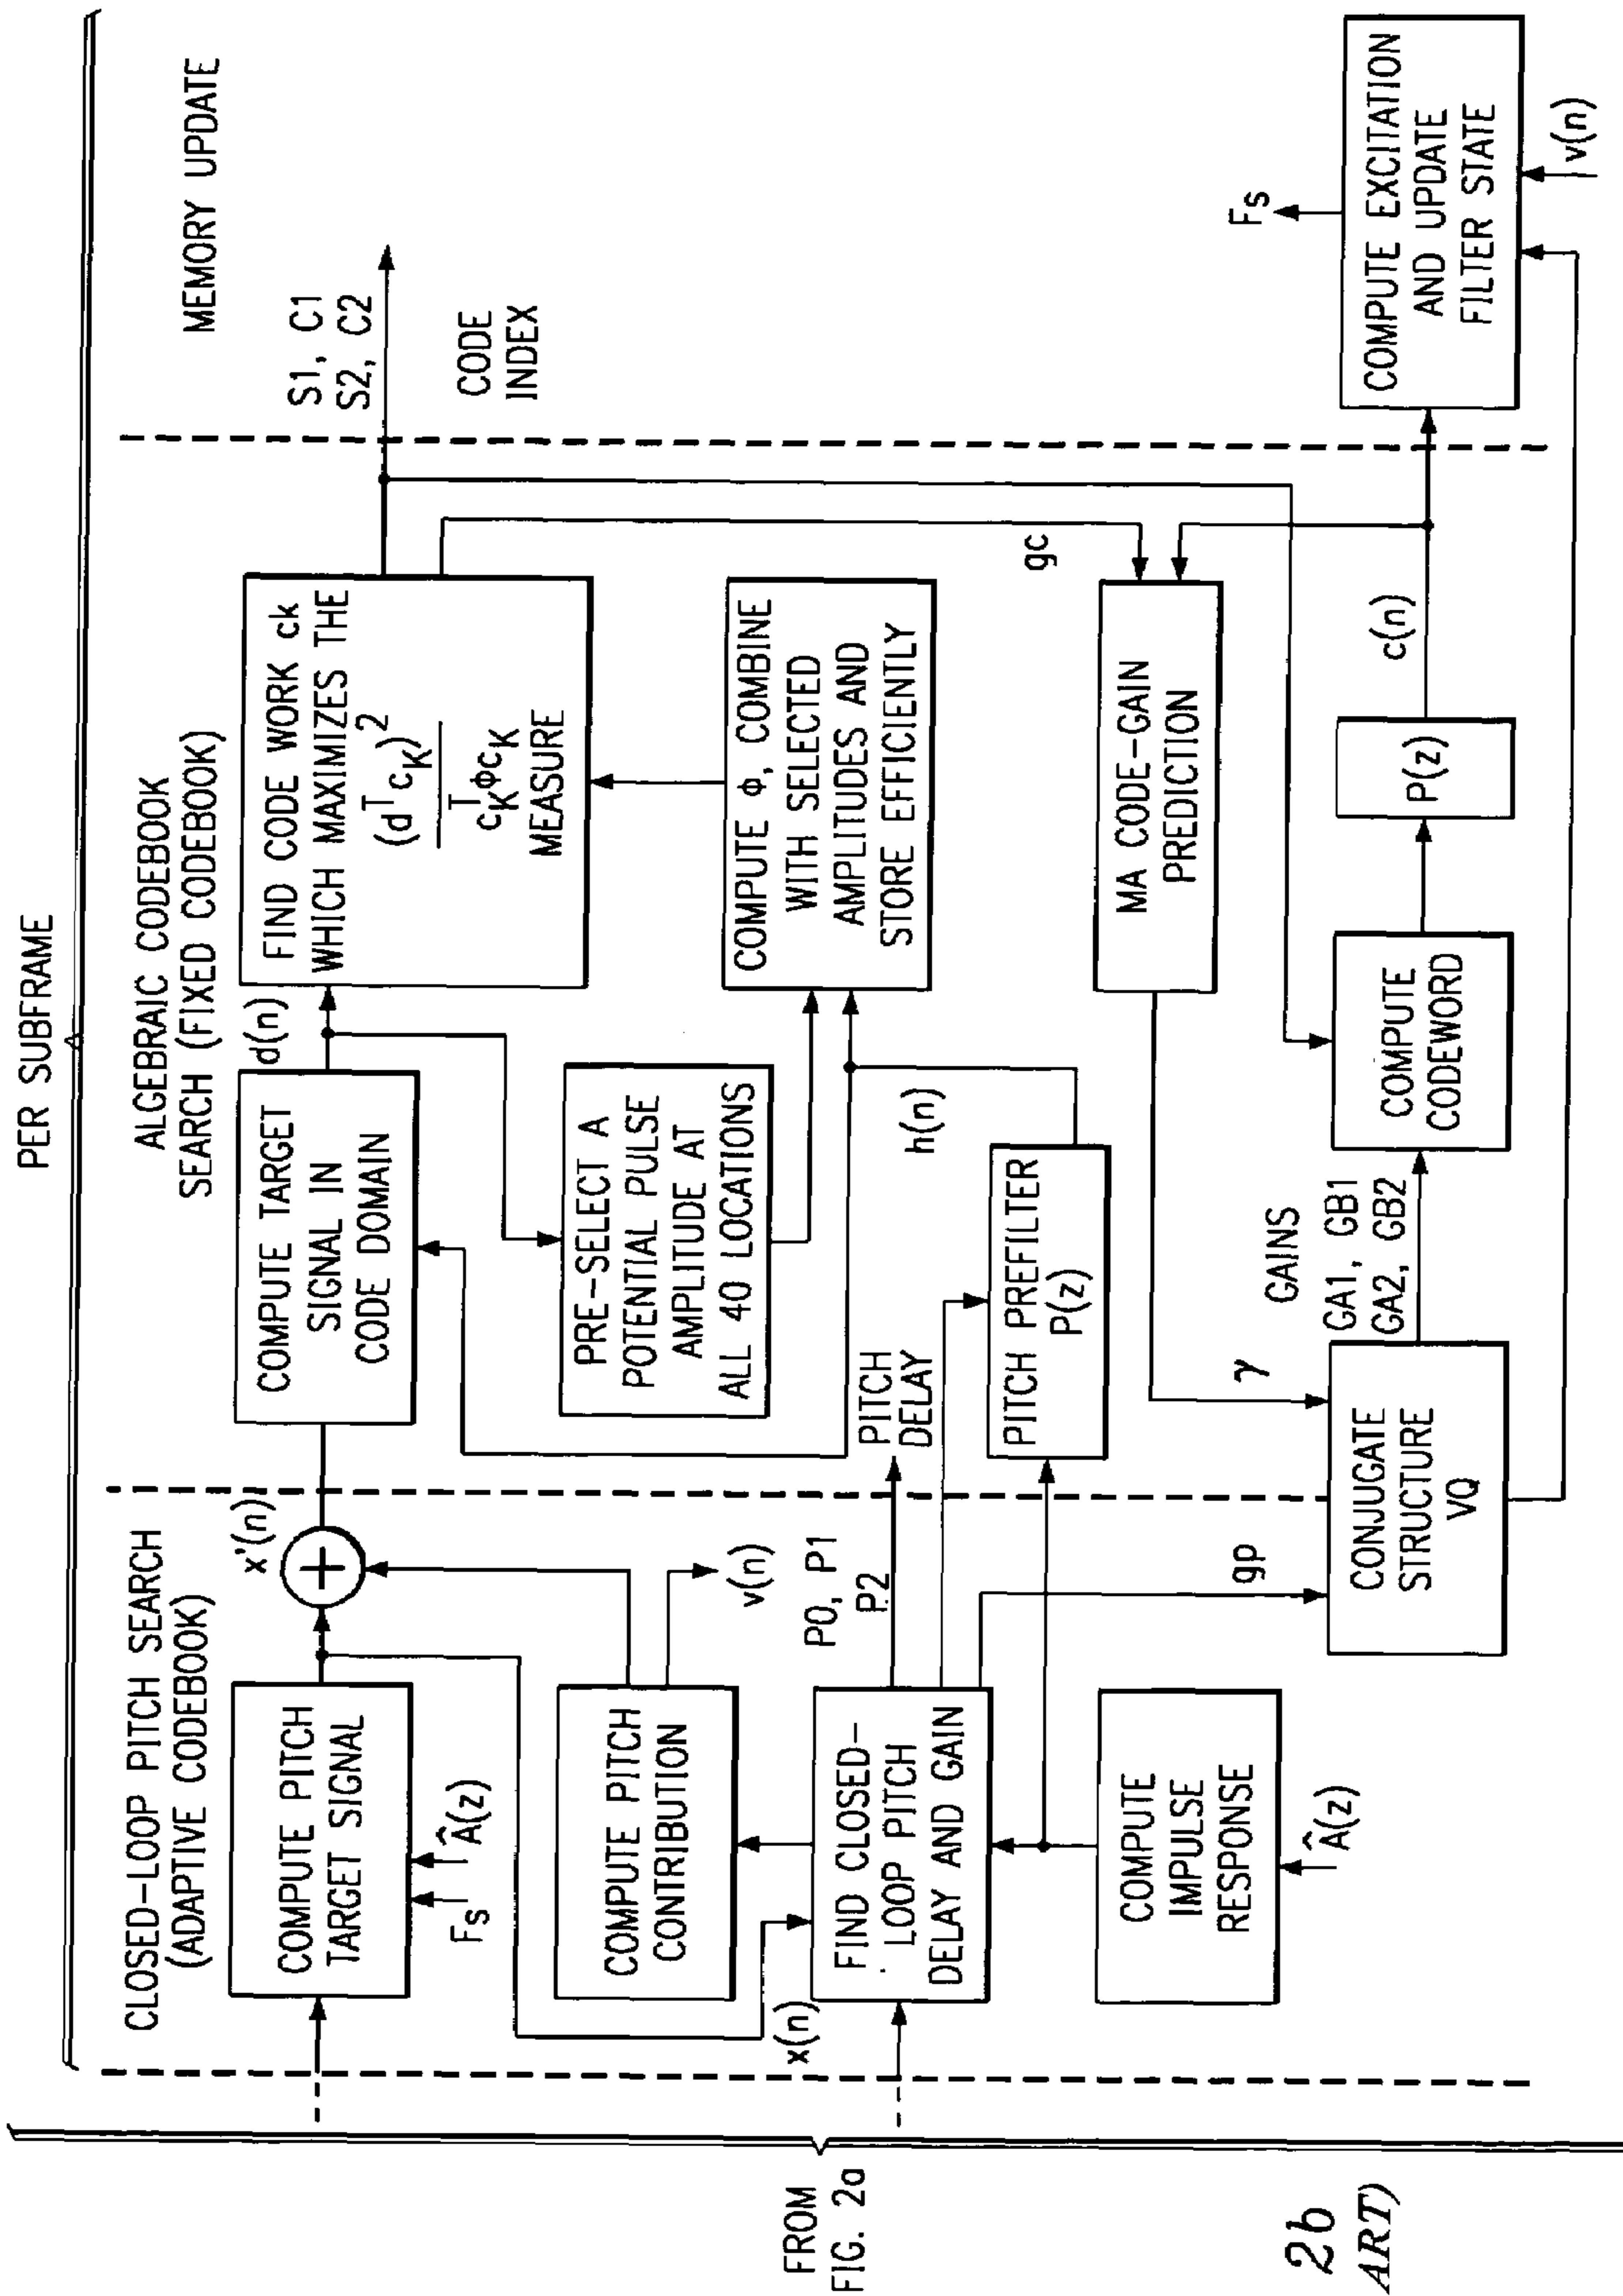 PER SUBFRAME
CLOSED-LOOP PITCH SEARCH
(ADAPTIVE CODEBOOK)
ALGEBRAIC CODEBOOK
SEARCH (FIXED CODEBOOK)
MEMORY UPDATE
COMPUTE PITCH
TARGET SIGNAL
Fs
Â(z)
x'(n)
+
COMPUTE TARGET
SIGNAL IN
CODE DOMAIN
d(n)
FIND CODE WORK ck
WHICH MAXIMIZES THE
(d^T c_K)^2
c_K^T Φc_K
MEASURE
S1, C1
S2, C2
CODE
INDEX
COMPUTE PITCH
CONTRIBUTION
v(n)
PRE-SELECT A
POTENTIAL PULSE
AMPLITUDE AT
ALL 40 LOCATIONS
COMPUTE Φ, COMBINE
WITH SELECTED
AMPLITUDES AND
STORE EFFICIENTLY
x(n)
FIND CLOSED-
LOOP PITCH
DELAY AND GAIN
P0, P1
P2
PITCH
DELAY
h(n)
gc
PITCH PREFILTER
P(z)
MA CODE-GAIN
PREDICTION
COMPUTE
IMPULSE
RESPONSE
Â(z)
gp
γ
CONJUGATE
STRUCTURE
VQ
GAINS
GA1, GB1
GA2, GB2
COMPUTE
CODEWORD
P(z)
c(n)
Fs
COMPUTE EXCITATION
AND UPDATE
FILTER STATE
v(n)
FROM
FIG. 2a
2b
ART)